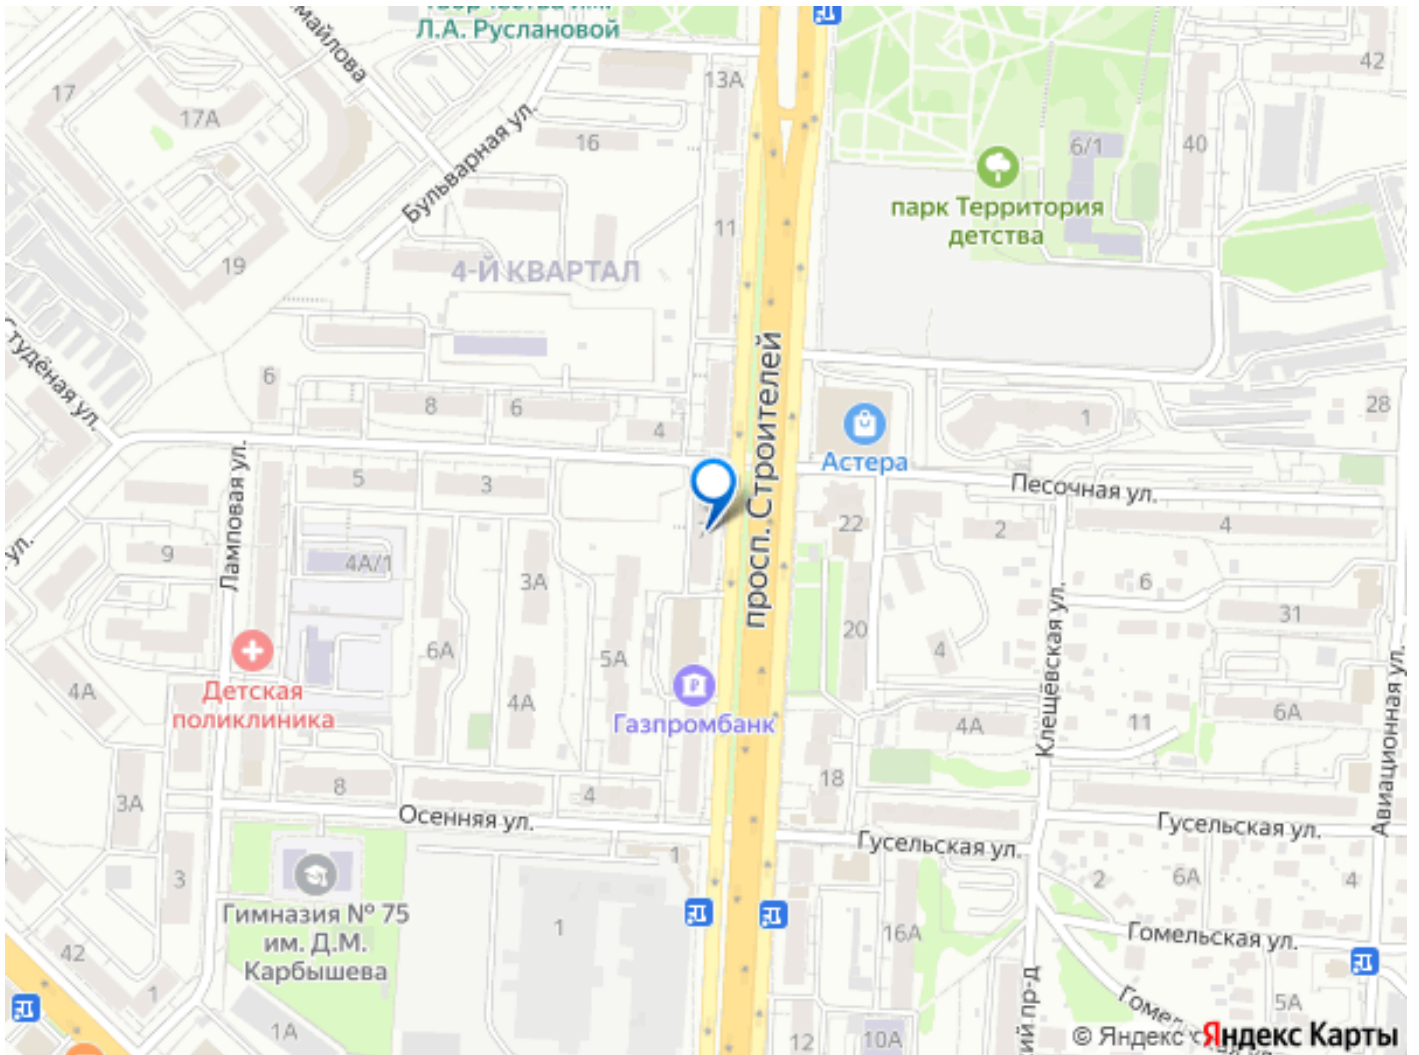 Л.А. Руслановой
42
13А
17
17А
16
Бульварная ул.
6/1
40
парк Территория
детства
11
19
4-Й КВАРТАЛ
Студёная ул.
просп. Строителей
6
8
6
4
1
28
Астера
Ламповая ул.
5
3
Песочная ул.
22
2
4
9
4А/1
3А
6
31
20
4
6А
5А
Детская
поликлиника
4А
4А
Газпромбанк
4А
11
6А
Клещёвская ул.
Авиационная ул.
18
8
4
3А
Осенняя ул.
Гусельская ул.
Гусельская ул.
1
3
2
6А
4
Гимназия № 75
им. Д.М.
Карбышева
1
16А
Гомельская ул.
42
1
1А
5А
12
10А
© Яндекс
Яндекс Карты